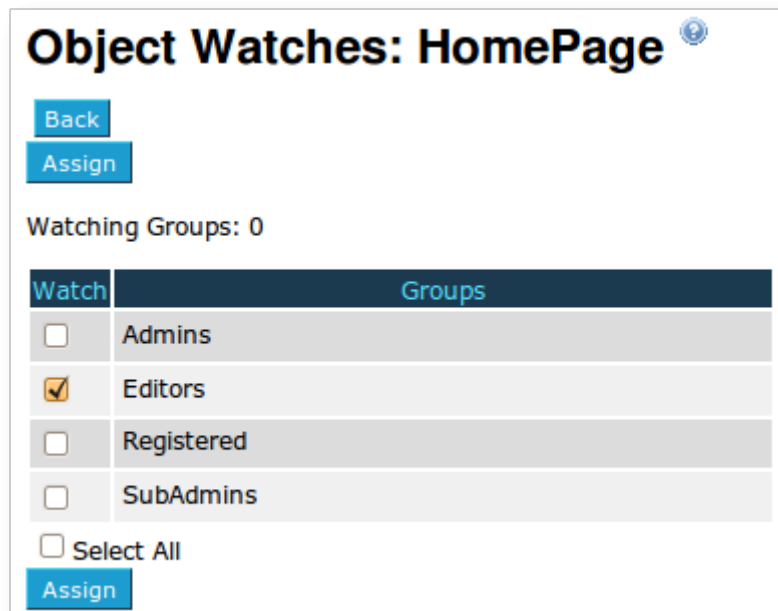 Object Watches: HomePage
Back
Assign
Watching Groups: 0
Watch Groups
Admins
Editors
Registered
SubAdmins
Select All
Assign